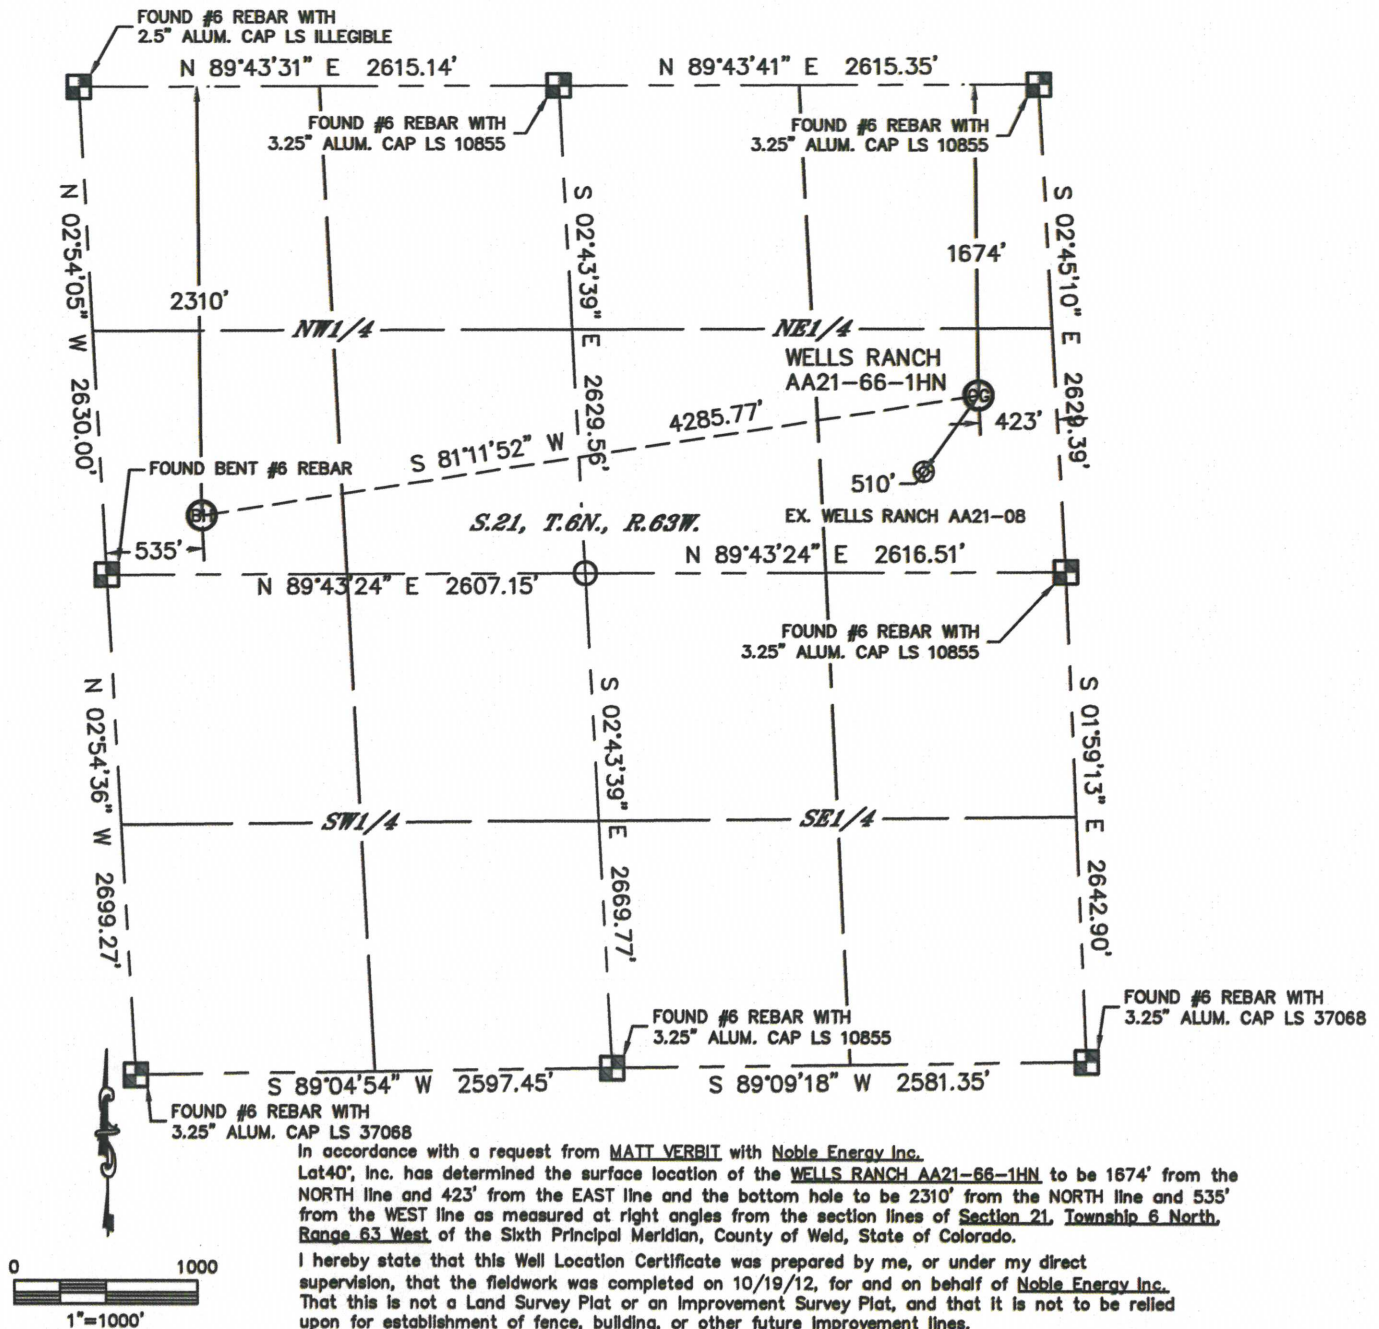 FOUND #6 REBAR WITH
2.5" ALUM. CAP LS ILLEGIBLE
N 89°43'31" E 2615.14'
N 89°43'41" E 2615.35'
FOUND #6 REBAR WITH
3.25" ALUM. CAP LS 10855
FOUND #6 REBAR WITH
3.25" ALUM. CAP LS 10855
N 02°54'05" W 2630.00'
S 02°43'39" E 2629.56'
S 02°45'10" E 2629.39'
2310'
1674'
NW1/4
NE1/4
WELLS RANCH
AA21-66-1HN
4285.77'
S 81°11'52" W
423'
FOUND BENT #6 REBAR
510'
BH
S.21, T.6N., R.63W.
EX. WELLS RANCH AA21-08
535'
N 89°43'24" E 2607.15'
N 89°43'24" E 2616.51'
FOUND #6 REBAR WITH
3.25" ALUM. CAP LS 10855
N 02°54'36" W 2699.27'
S 02°43'39" E 2669.77'
S 01°59'13" E 2642.90'
SW1/4
SE1/4
FOUND #6 REBAR WITH
3.25" ALUM. CAP LS 10855
FOUND #6 REBAR WITH
3.25" ALUM. CAP LS 37068
S 89°04'54" W 2597.45'
S 89°09'18" W 2581.35'
FOUND #6 REBAR WITH
3.25" ALUM. CAP LS 37068
In accordance with a request from MATT VERBIT with Noble Energy Inc.
Lat40°, Inc. has determined the surface location of the WELLS RANCH AA21-66-1HN to be 1674' from the
NORTH line and 423' from the EAST line and the bottom hole to be 2310' from the NORTH line and 535'
from the WEST line as measured at right angles from the section lines of Section 21, Township 6 North,
Range 63 West of the Sixth Principal Meridian, County of Weld, State of Colorado.
I hereby state that this Well Location Certificate was prepared by me, or under my direct
supervision, that the fieldwork was completed on 10/19/12, for and on behalf of Noble Energy Inc.
That this is not a Land Survey Plat or an Improvement Survey Plat, and that it is not to be relied
upon for establishment of fence, building, or other future improvement lines.
0 1000
1"=1000'